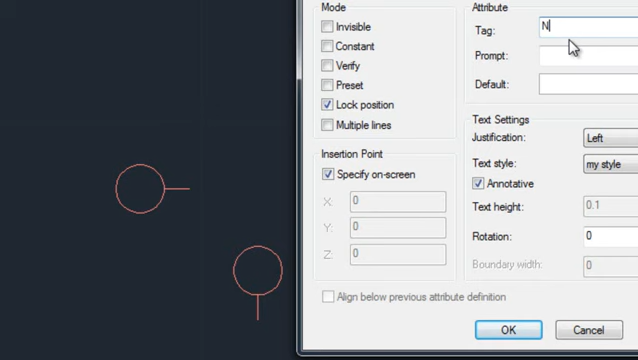 Mode
Invisible
Constant
Verify
Preset
Lock position
Multiple lines
Insertion Point
Specify on-screen
X: 0
Y: 0
Z: 0
Align below previous attribute definition
Attribute
Tag: N
Prompt:
Default:
Text Settings
Justification: Left
Text style: my style
Annotative
Text height: 0.1
Rotation: 0
Boundary width: 0
OK Cancel